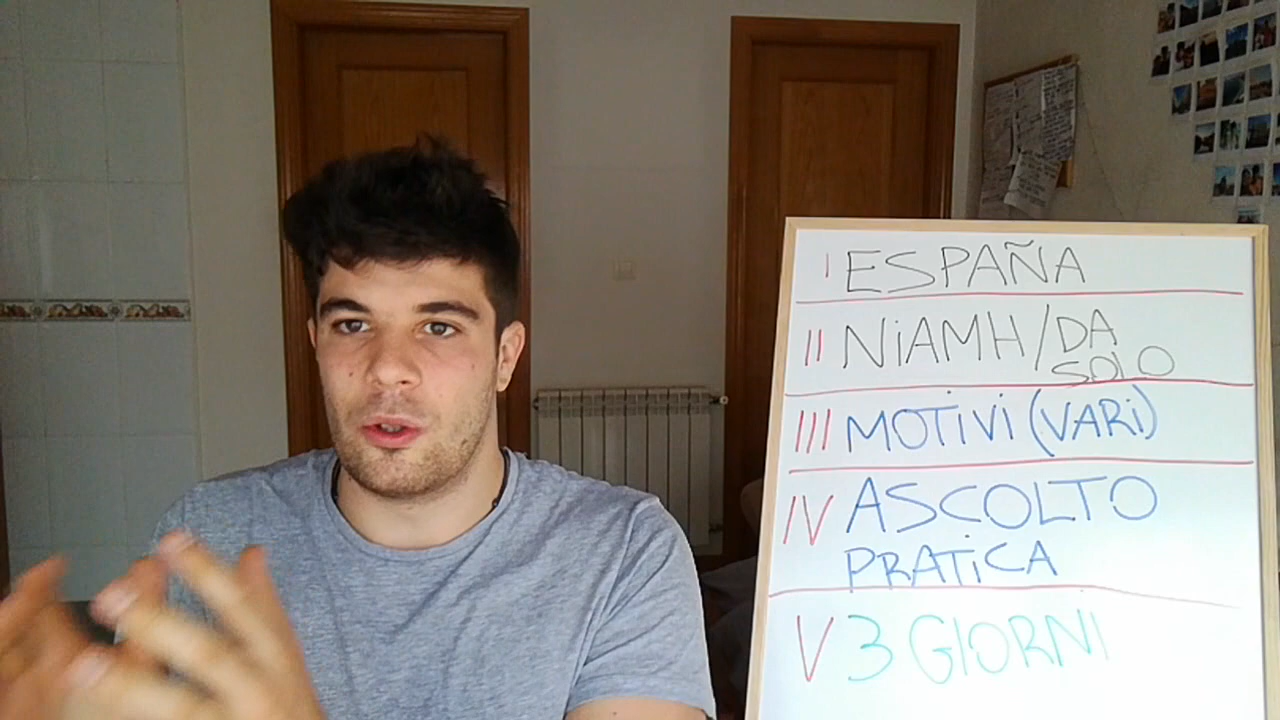 I ESPAÑA
II NiAMH/DA
SOLO
III MOTIVI (VARi)
IV ASCOLTO
PRATiCA
V 3 GIORNI